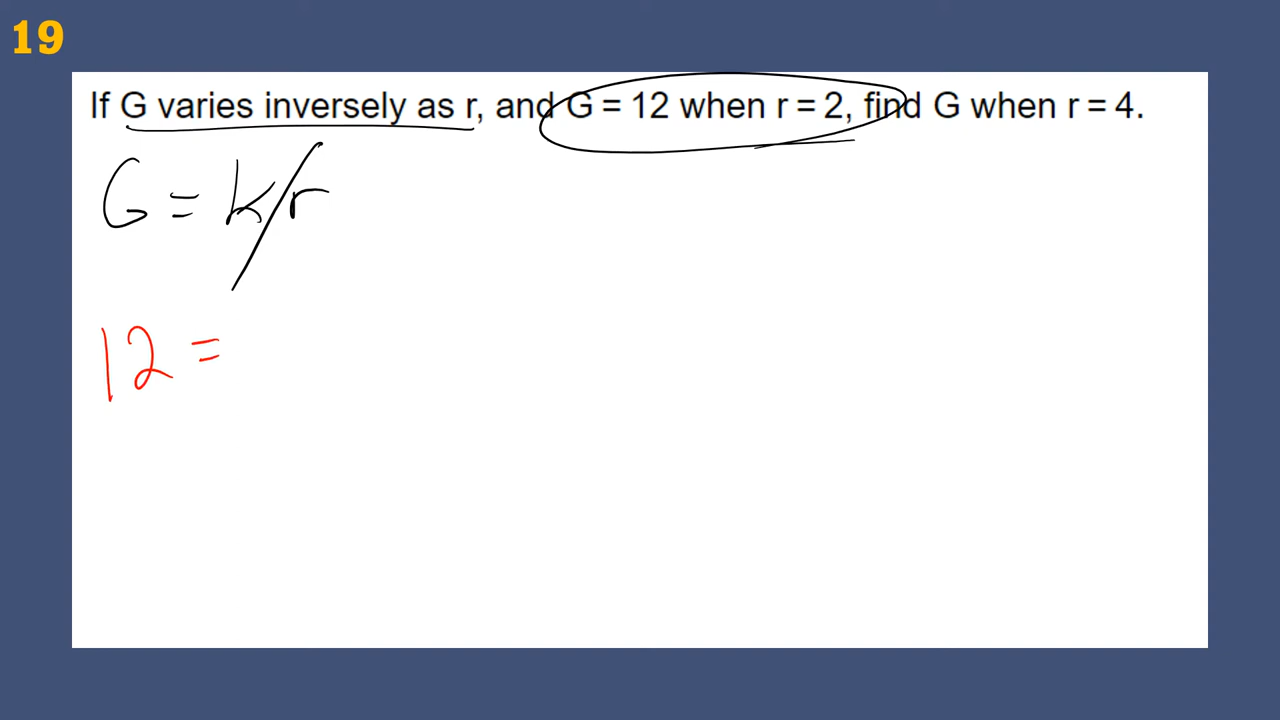 19
If G varies inversely as r, and G = 12 when r = 2, find G when r = 4.
G = k/r
12 =